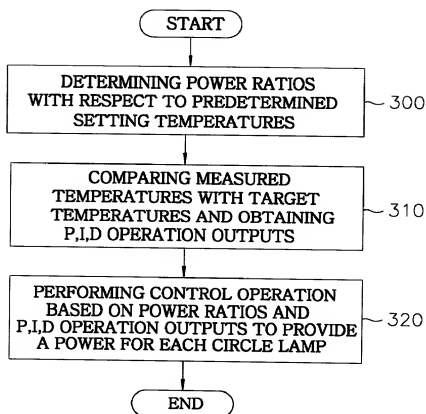 START
DETERMINING POWER RATIOS
WITH RESPECT TO PREDETERMINED
SETTING TEMPERATURES
300
COMPARING MEASURED
TEMPERATURES WITH TARGET
TEMPERATURES AND OBTAINING
P,I,D OPERATION OUTPUTS
310
PERFORMING CONTROL OPERATION
BASED ON POWER RATIOS AND
P,I,D OPERATION OUTPUTS TO PROVIDE
A POWER FOR EACH CIRCLE LAMP
320
END